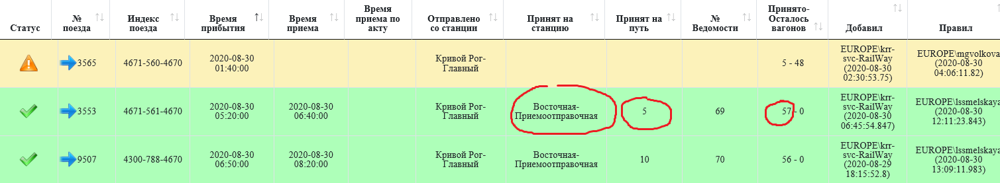 Статус
№
поезда
Индекс
поезда
Время
прибытия
Время
приема
Время
приема по
акту
Отправлено
со станции
Принят на
станцию
Принят на
путь
№
Ведомости
Принято-
Осталось
вагонов
Добавил
Правил
3565
4671-560-4670
2020-08-30
01:40:00
Кривой Рог-
Главный
5 - 48
EUROPE\krr-
svc-RailWay
(2020-08-30
02:30:53.75)
EUROPE\mgvolkova
(2020-08-30
04:06:11.82)
3553
4671-561-4670
2020-08-30
05:20:00
2020-08-30
06:40:00
Кривой Рог-
Главный
Восточная-
Приемоотправочная
5
69
57 - 0
EUROPE\krr-
svc-RailWay
(2020-08-30
06:45:54.847)
EUROPE\lssmelskaya
(2020-08-30
12:11:23.843)
9507
4300-788-4670
2020-08-30
06:50:00
2020-08-30
08:20:00
Кривой Рог-
Главный
Восточная-
Приемоотправочная
10
70
56 - 0
EUROPE\krr-
svc-RailWay
(2020-08-29
18:15:52.8)
EUROPE\lssmelskaya
(2020-08-30
13:09:11.983)